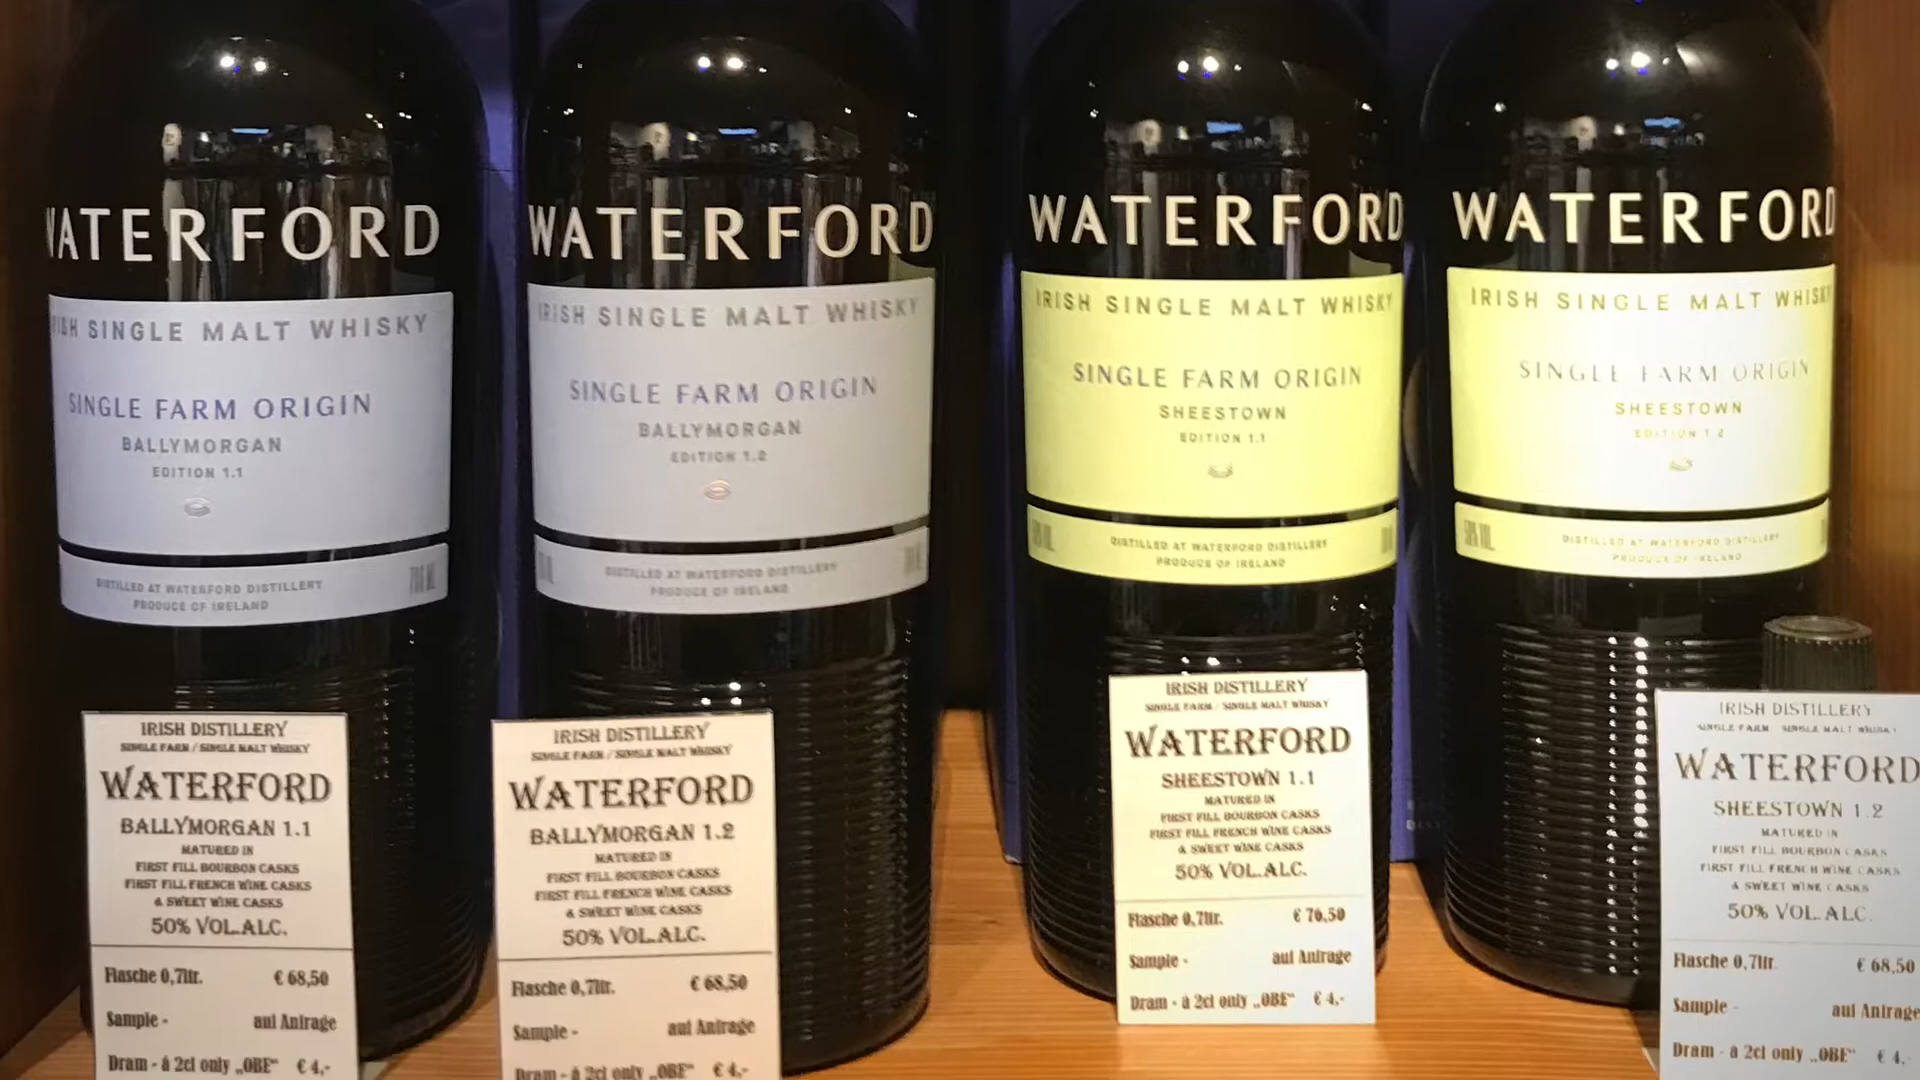 WATERFORD
IRISH SINGLE MALT WHISKY
SINGLE FARM ORIGIN
BALLYMORGAN
EDITION 1.1
DISTILLED AT WATERFORD DISTILLERY
PRODUCE OF IRELAND
WATERFORD
IRISH SINGLE MALT WHISKY
SINGLE FARM ORIGIN
BALLYMORGAN
EDITION 1.2
DISTILLED AT WATERFORD DISTILLERY
PRODUCE OF IRELAND
WATERFORD
IRISH SINGLE MALT WHISKY
SINGLE FARM ORIGIN
SHEESTOWN
EDITION 1.1
DISTILLED AT WATERFORD DISTILLERY
PRODUCE OF IRELAND
WATERFORD
IRISH SINGLE MALT WHISKY
SINGLE FARM ORIGIN
SHEESTOWN
EDITION 1.2
50% VOL.
DISTILLED AT WATERFORD DISTILLERY
PRODUCE OF IRELAND
IRISH DISTILLERY
SINGLE FARM / SINGLE MALT WHISKY
WATERFORD
BALLYMORGAN 1.1
MATURED IN
FIRST FILL BOURBON CASKS
FIRST FILL FRENCH WINE CASKS
& SWEET WINE CASKS
50% VOL.ALC.
Flasche 0,7ltr. € 68,50
Sample - auf Anfrage
Dram - á 2cl only „OBE“ € 4,-
IRISH DISTILLERY
SINGLE FARM / SINGLE MALT WHISKY
WATERFORD
BALLYMORGAN 1.2
MATURED IN
FIRST FILL BOURBON CASKS
FIRST FILL FRENCH WINE CASKS
& SWEET WINE CASKS
50% VOL.ALC.
Flasche 0,7ltr. € 68,50
Sample - auf Anfrage
Dram - á 2cl only „OBE“ € 4,-
IRISH DISTILLERY
SINGLE FARM / SINGLE MALT WHISKY
WATERFORD
SHEESTOWN 1.1
MATURED IN
FIRST FILL BOURBON CASKS
FIRST FILL FRENCH WINE CASKS
& SWEET WINE CASKS
50% VOL.ALC.
Flasche 0,7ltr. € 76,50
Sample - auf Anfrage
Dram - á 2cl only „OBE“ € 4,-
IRISH DISTILLERY
SINGLE FARM SINGLE MALT WHISKY
WATERFORD
SHEESTOWN 1.2
MATURED IN
FIRST FILL BOURBON CASKS
FIRST FILL FRENCH WINE CASKS
& SWEET WINE CASKS
50% VOL.ALC.
Flasche 0,7ltr. € 68,50
Sample - auf Anfrage
Dram - á 2cl only „OBE“ € 4,-